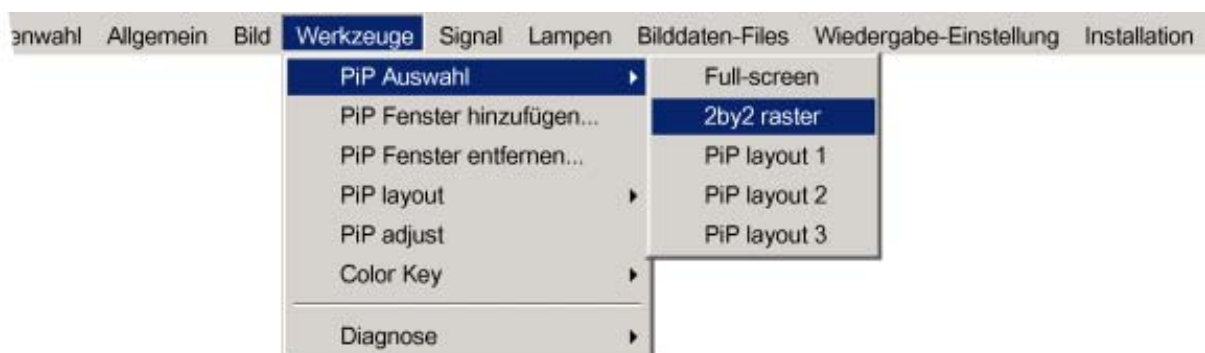 enwahl Allgemein Bild Werkzeuge Signal Lampen Bilddaten-Files Wiedergabe-Einstellung Installation
PiP Auswahl
PiP Fenster hinzufügen...
PiP Fenster entfernen...
PiP layout
PiP adjust
Color Key
Diagnose
Full-screen
2by2 raster
PiP layout 1
PiP layout 2
PiP layout 3